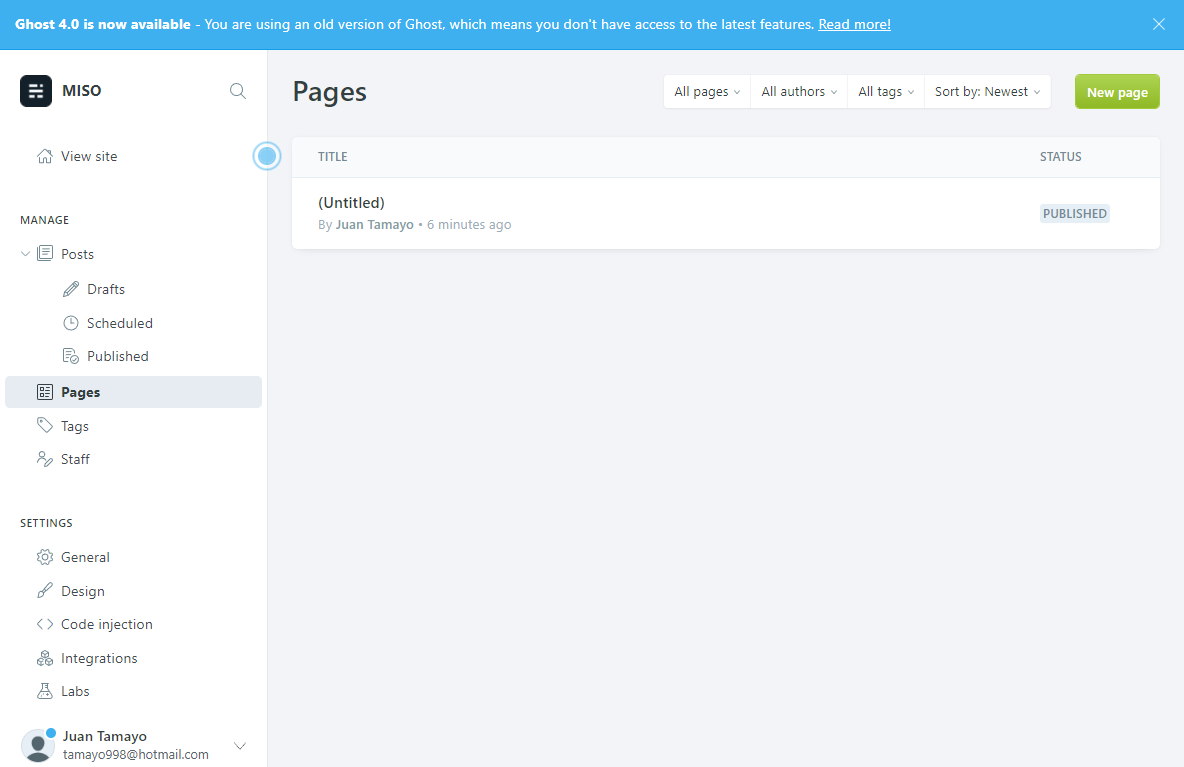 Ghost 4.0 is now available - You are using an old version of Ghost, which means you don't have access to the latest features. Read more!
MISO
View site
MANAGE
Posts
Drafts
Scheduled
Published
Pages
Tags
Staff
SETTINGS
General
Design
Code injection
Integrations
Labs
Juan Tamayo
tamayo998@hotmail.com
Pages
All pages All authors All tags Sort by: Newest New page
TITLE STATUS
(Untitled)
By Juan Tamayo • 6 minutes ago
PUBLISHED